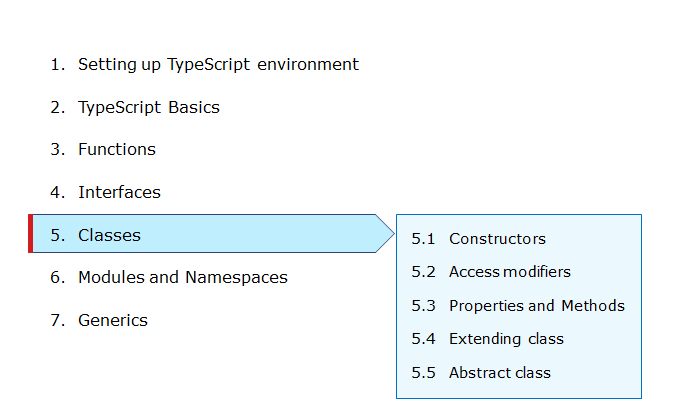 1. Setting up TypeScript environment
2. TypeScript Basics
3. Functions
4. Interfaces
5. Classes
5.1 Constructors
5.2 Access modifiers
5.3 Properties and Methods
5.4 Extending class
5.5 Abstract class
6. Modules and Namespaces
7. Generics